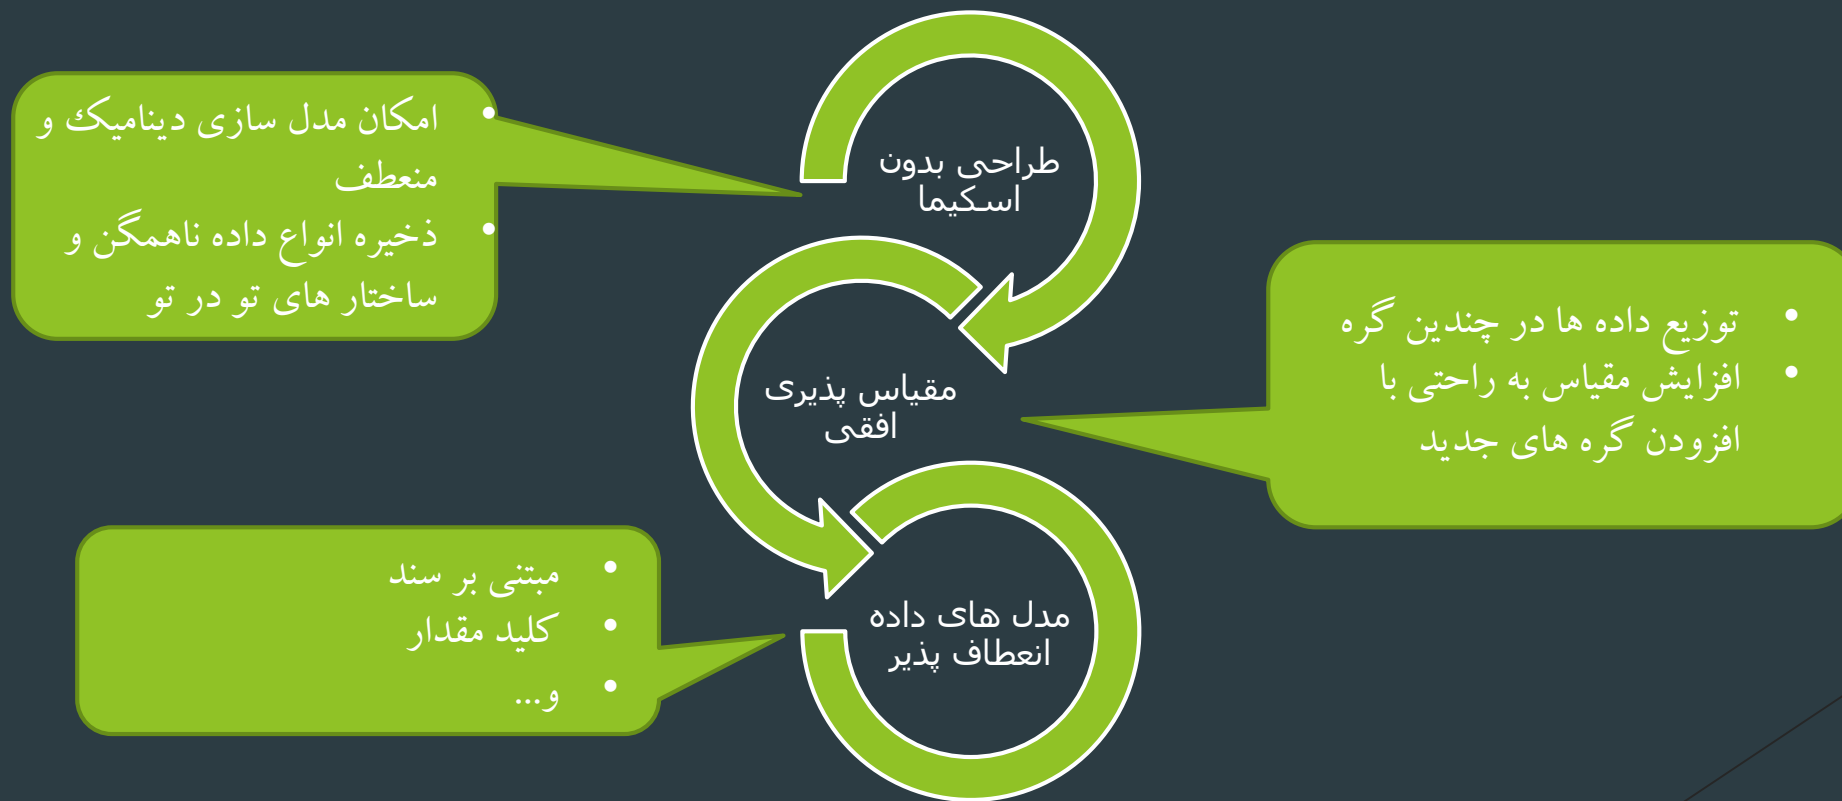 طراحی بدون
اسکیما
• امکان مدل سازی دینامیک و
منعطف
• ذخیره انواع داده ناهمگن و
ساختار های تو در تو
مقیاس پذیری
افقی
• توزیع داده ها در چندین گره
• افزایش مقیاس به راحتی با
افزودن گره های جدید
مدل های داده
انعطاف پذیر
• مبتنی بر سند
• کلید مقدار
• و...